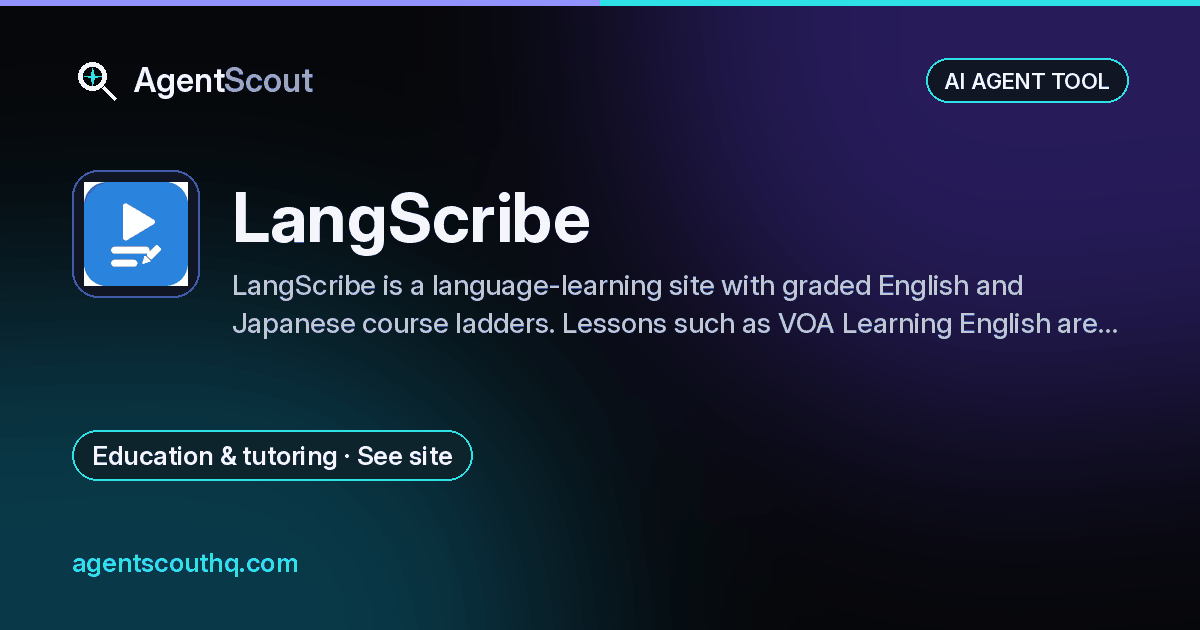 AgentScout
AI AGENT TOOL
LangScribe
LangScribe is a language-learning site with graded English and
Japanese course ladders. Lessons such as VOA Learning English are...
Education & tutoring · See site
agentscouthq.com